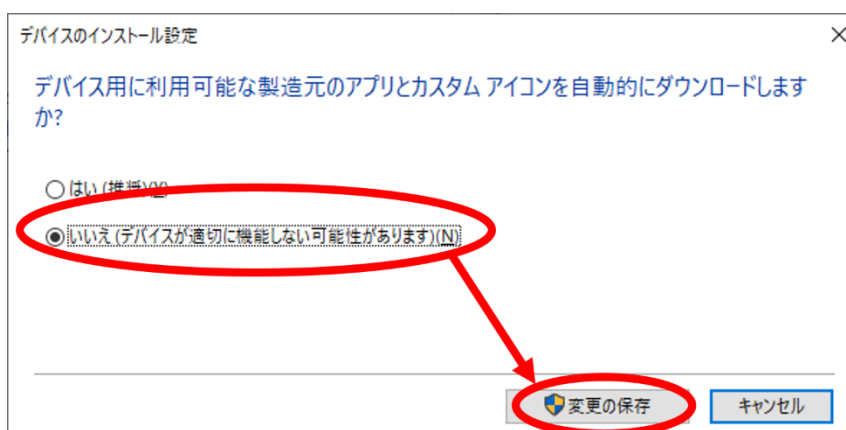 デバイスのインストール設定
デバイス用に利用可能な製造元のアプリとカスタム アイコンを自動的にダウンロードします
か?
はい (推奨)(Y)
いいえ (デバイスが適切に機能しない可能性があります)(N)
変更の保存
キャンセル